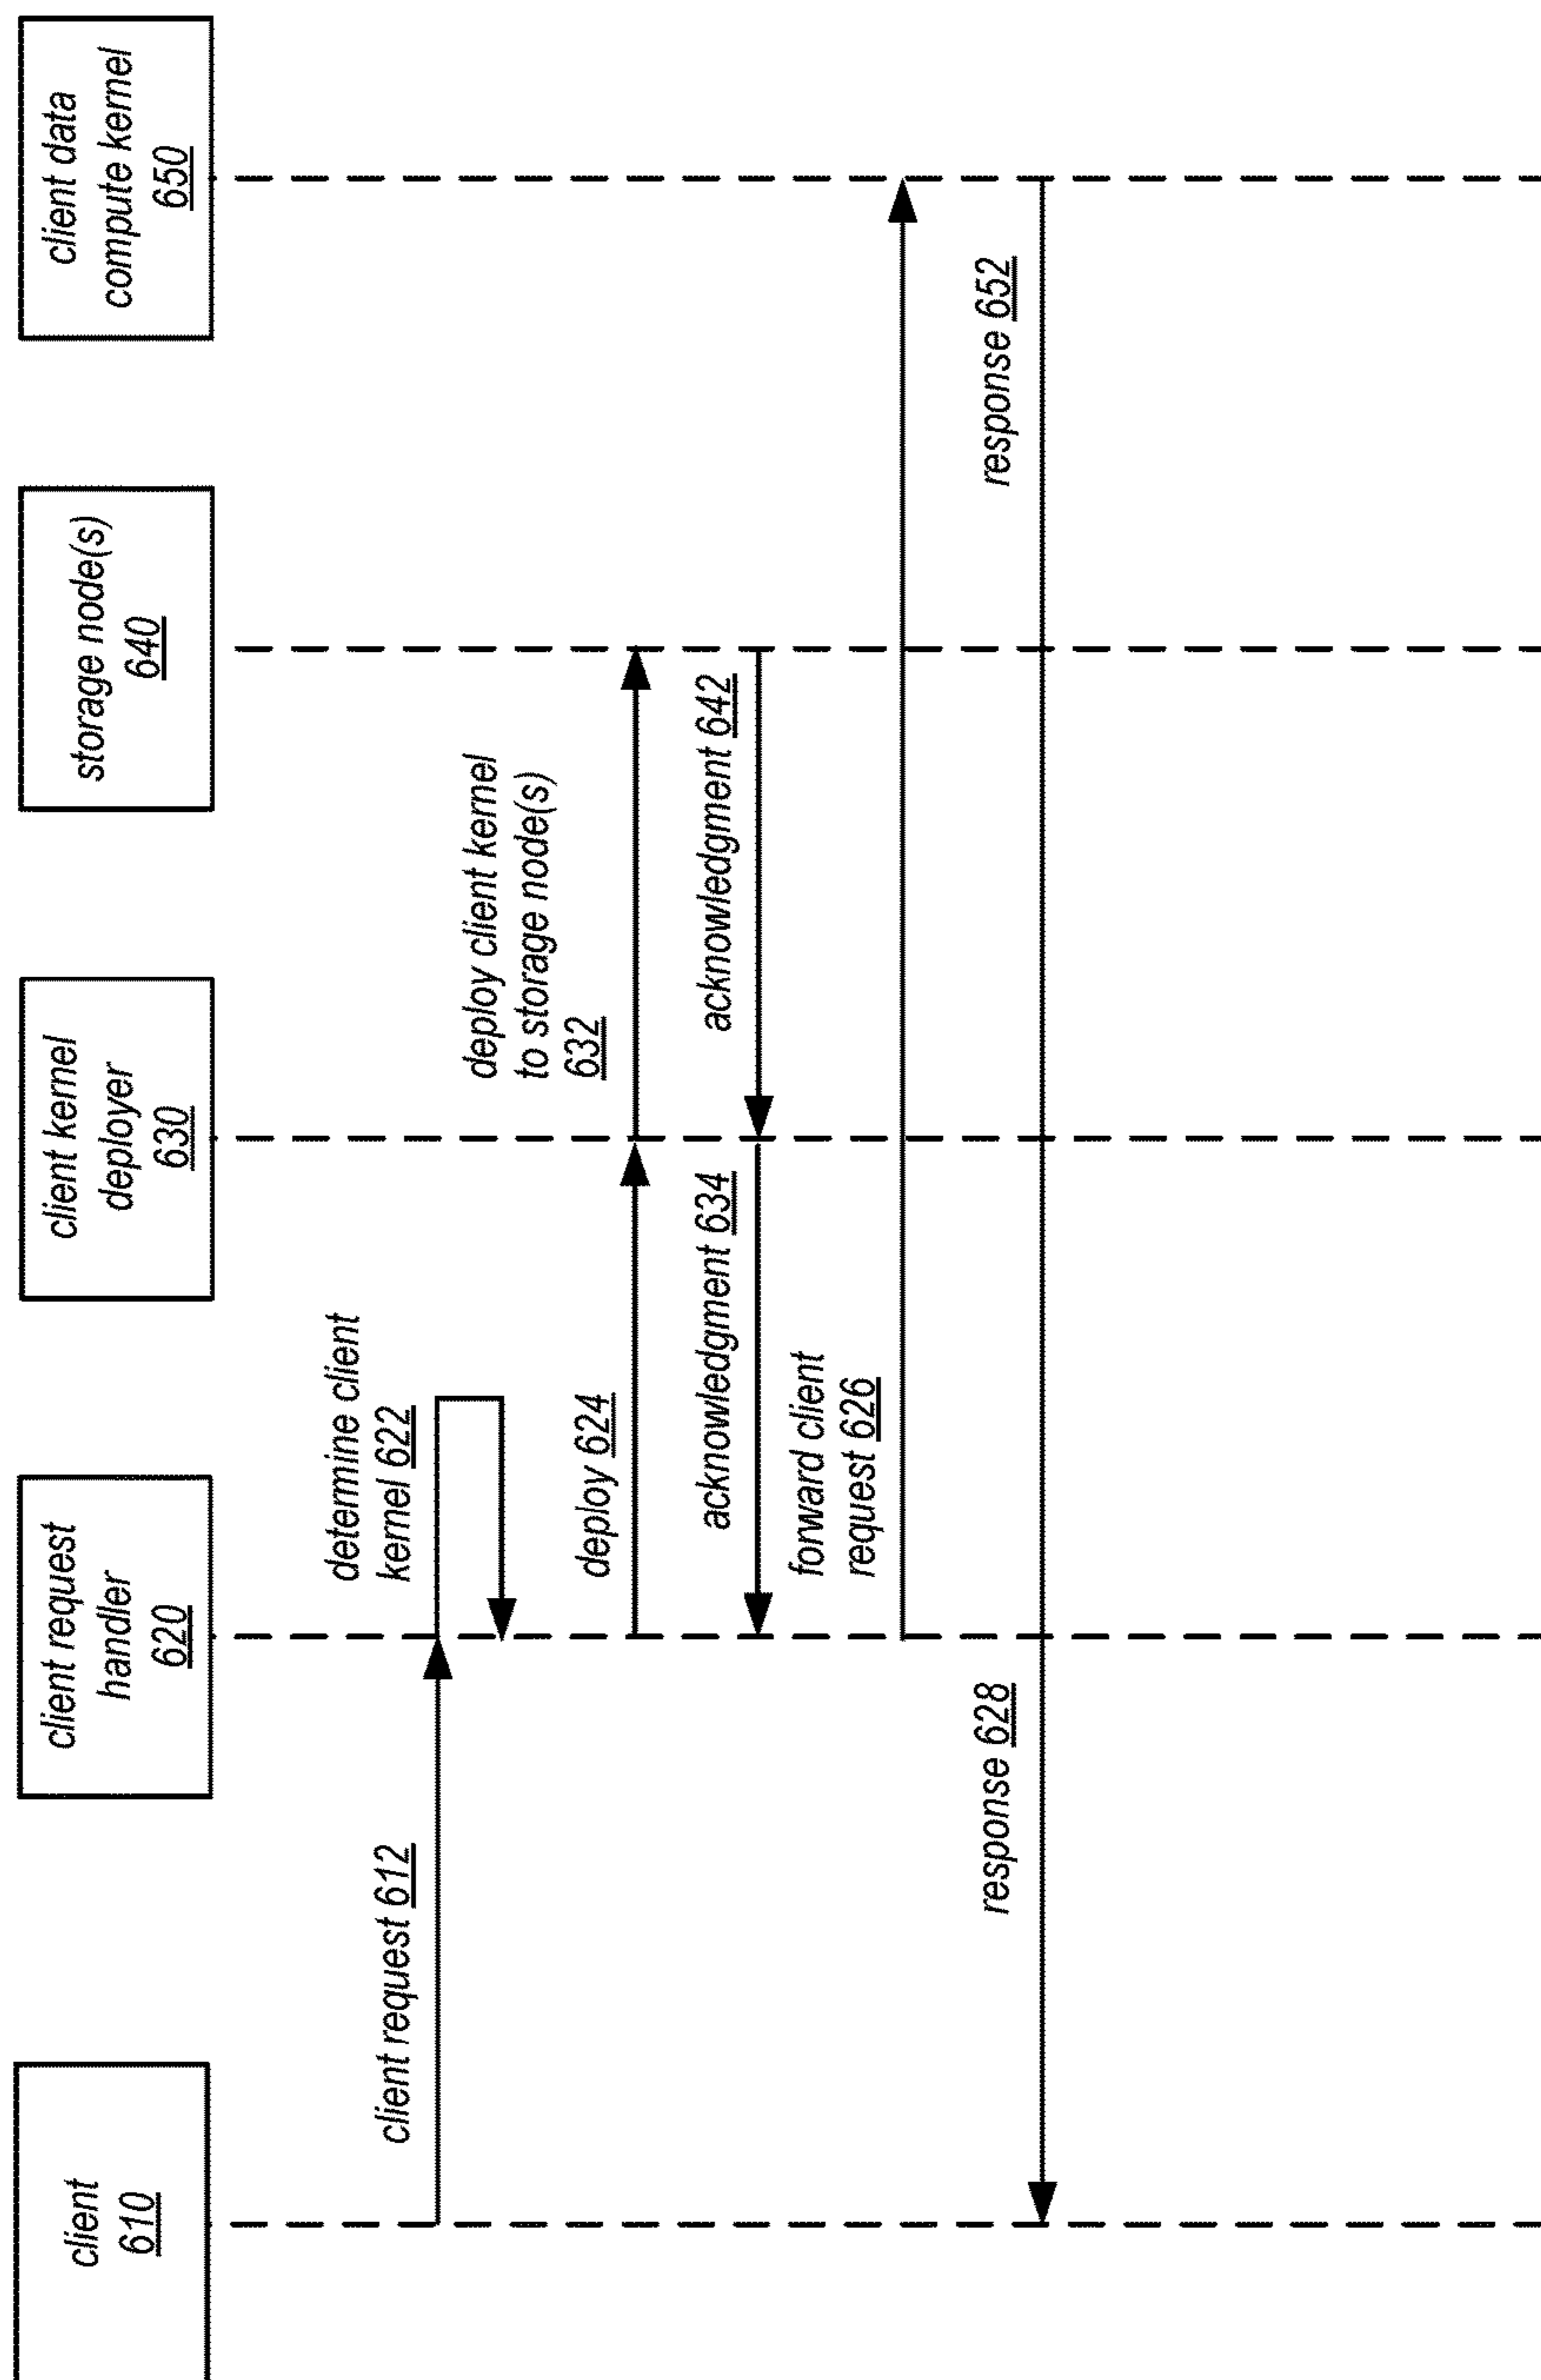 client
610
client request
handler
620
client kernel
deployer
630
storage node(s)
640
client data
compute kernel
650
client request 612
determine client
kernel 622
deploy 624
deploy client kernel
to storage node(s)
632
acknowledgment 634
acknowledgment 642
forward client
request 626
response 628
response 652